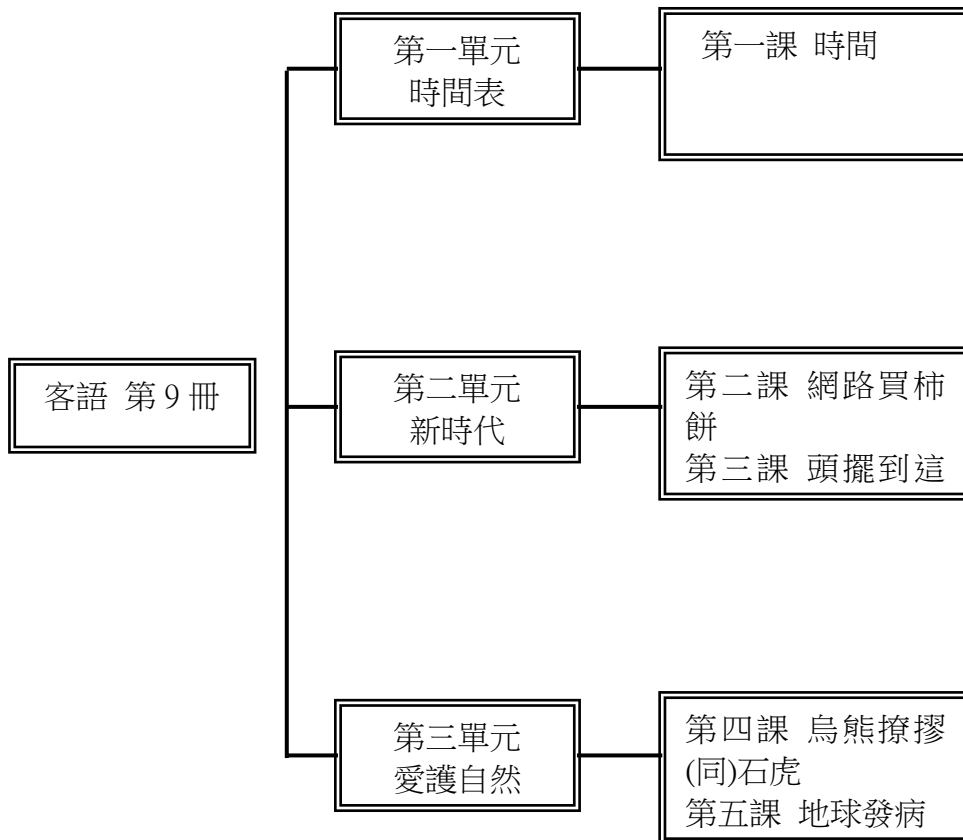 第一單元
時間表
第一課 時間
客語 第9冊
第二單元
新時代
第二課 網路買柿
餅
第三課 頭擺到這
第三單元
愛護自然
第四課 烏熊撩摎
(同)石虎
第五課 地球發病